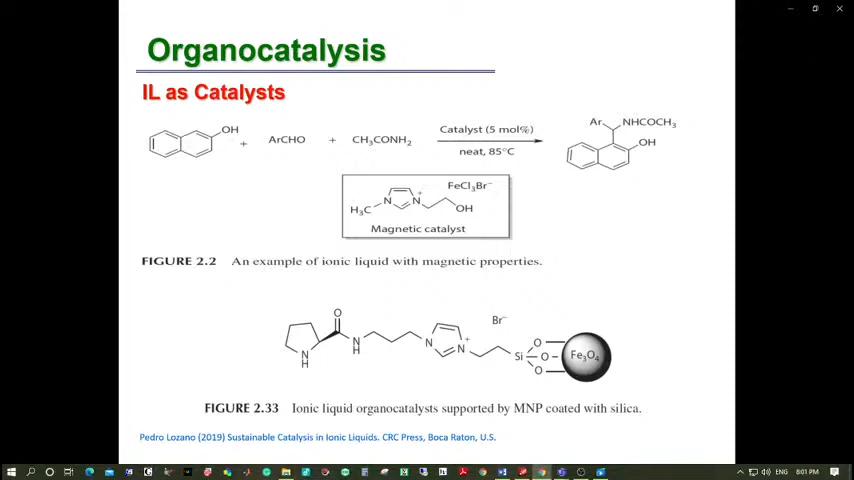 Organocatalysis
IL as Catalysts
OH
+
ArCHO
+
CH₃CONH₂
Catalyst (5 mol%)
neat, 85°C
Ar
NHCOCH₃
OH
FeCl₃Br⁻
H₃C
N
+
N
OH
Magnetic catalyst
FIGURE 2.2 An example of ionic liquid with magnetic properties.
O
N
H
N
H
N
+
N
Br⁻
Si
O
O
O
Fe₃O₄
FIGURE 2.33 Ionic liquid organocatalysts supported by MNP coated with silica.
Pedro Lozano (2019) Sustainable Catalysis in Ionic Liquids. CRC Press, Boca Raton, U.S.
8:01 PM